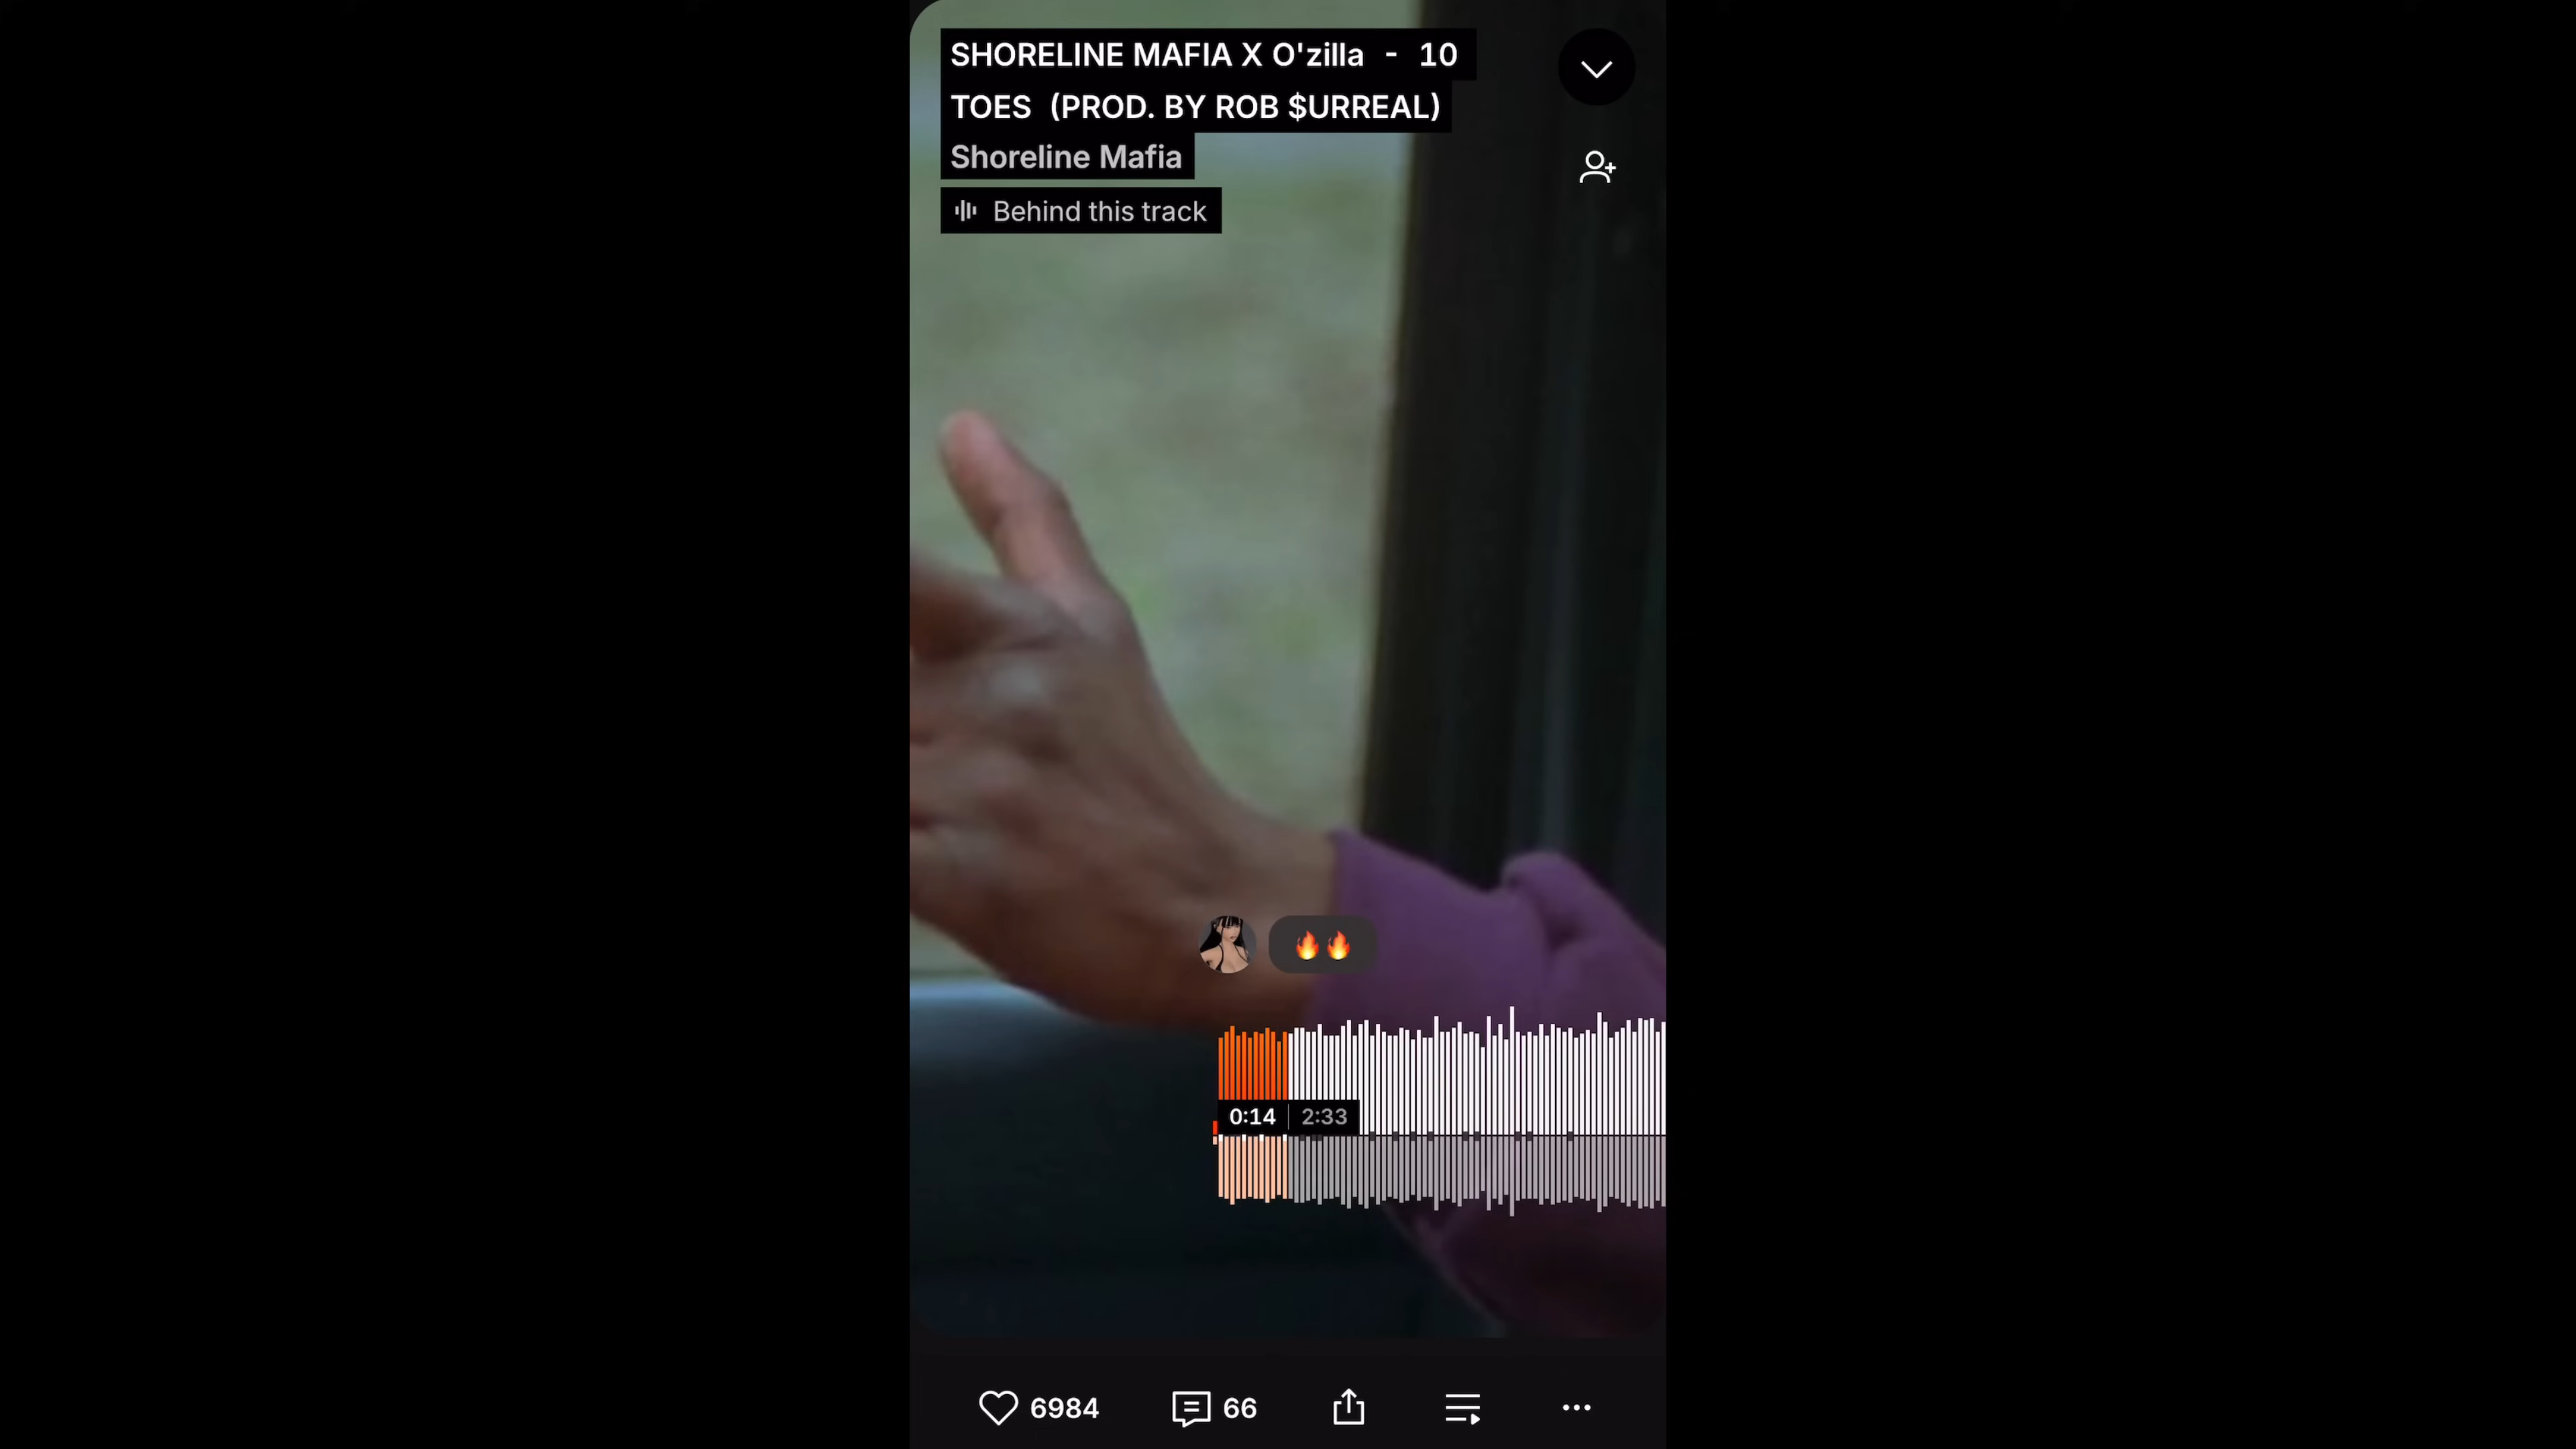 SHORELINE MAFIA X O'zilla - 10
TOES (PROD. BY ROB $URREAL)
Shoreline Mafia
Behind this track
🔥🔥
0:14 2:33
6984 66